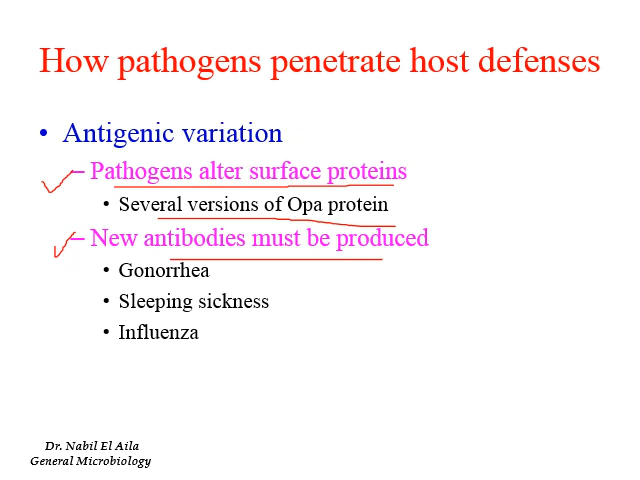 How pathogens penetrate host defenses
• Antigenic variation
– Pathogens alter surface proteins
• Several versions of Opa protein
– New antibodies must be produced
• Gonorrhea
• Sleeping sickness
• Influenza
Dr. Nabil El Aila
General Microbiology